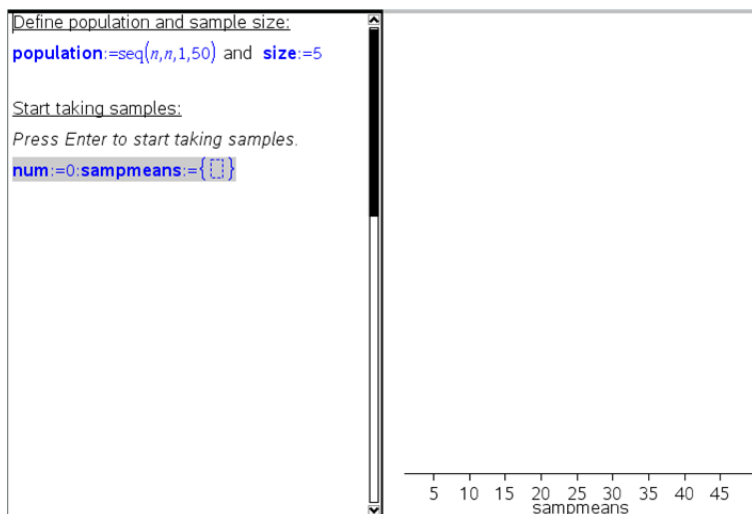 Define population and sample size:
population:=seq(n,n,1,50) and size:=5
Start taking samples:
Press Enter to start taking samples.
num:=0:sampmeans:={}
5 10 15 20 25 30 35 40 45
sampmeans